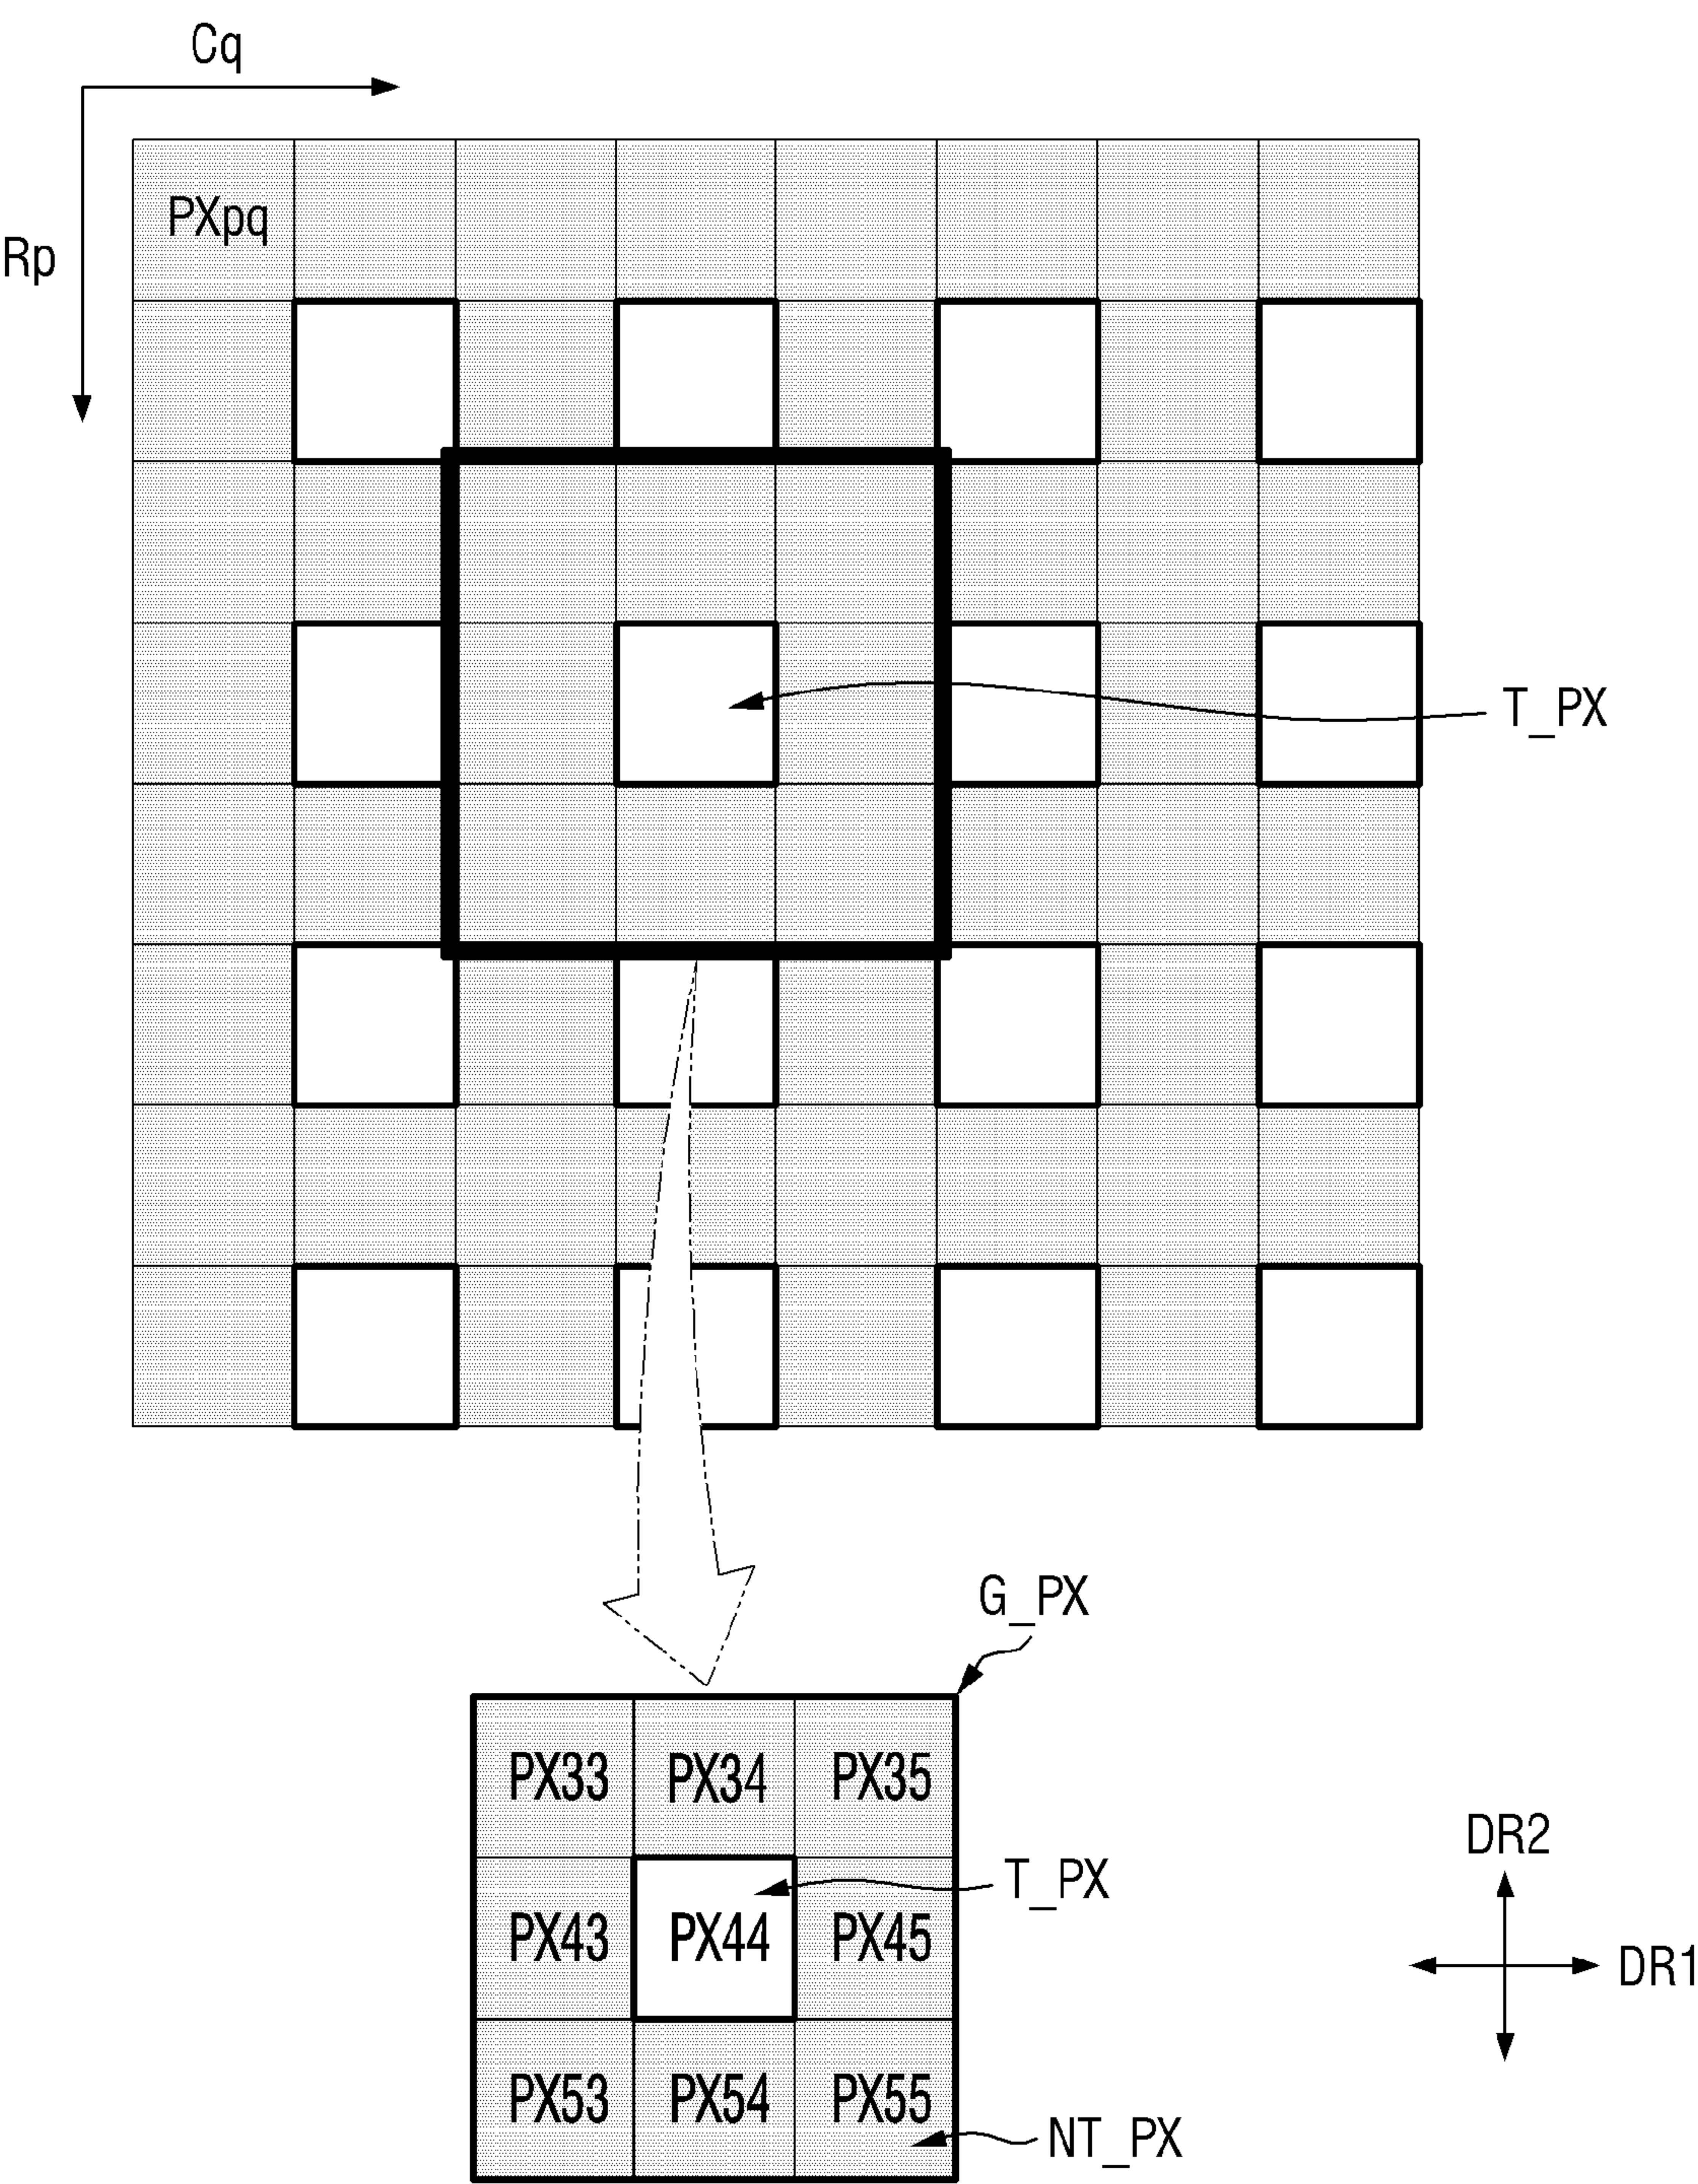 Cq
PXpq
Rp
T_PX
G_PX
PX33 PX34 PX35
DR2
T_PX
PX43 PX44 PX45
DR1
PX53 PX54 PX55
NT_PX